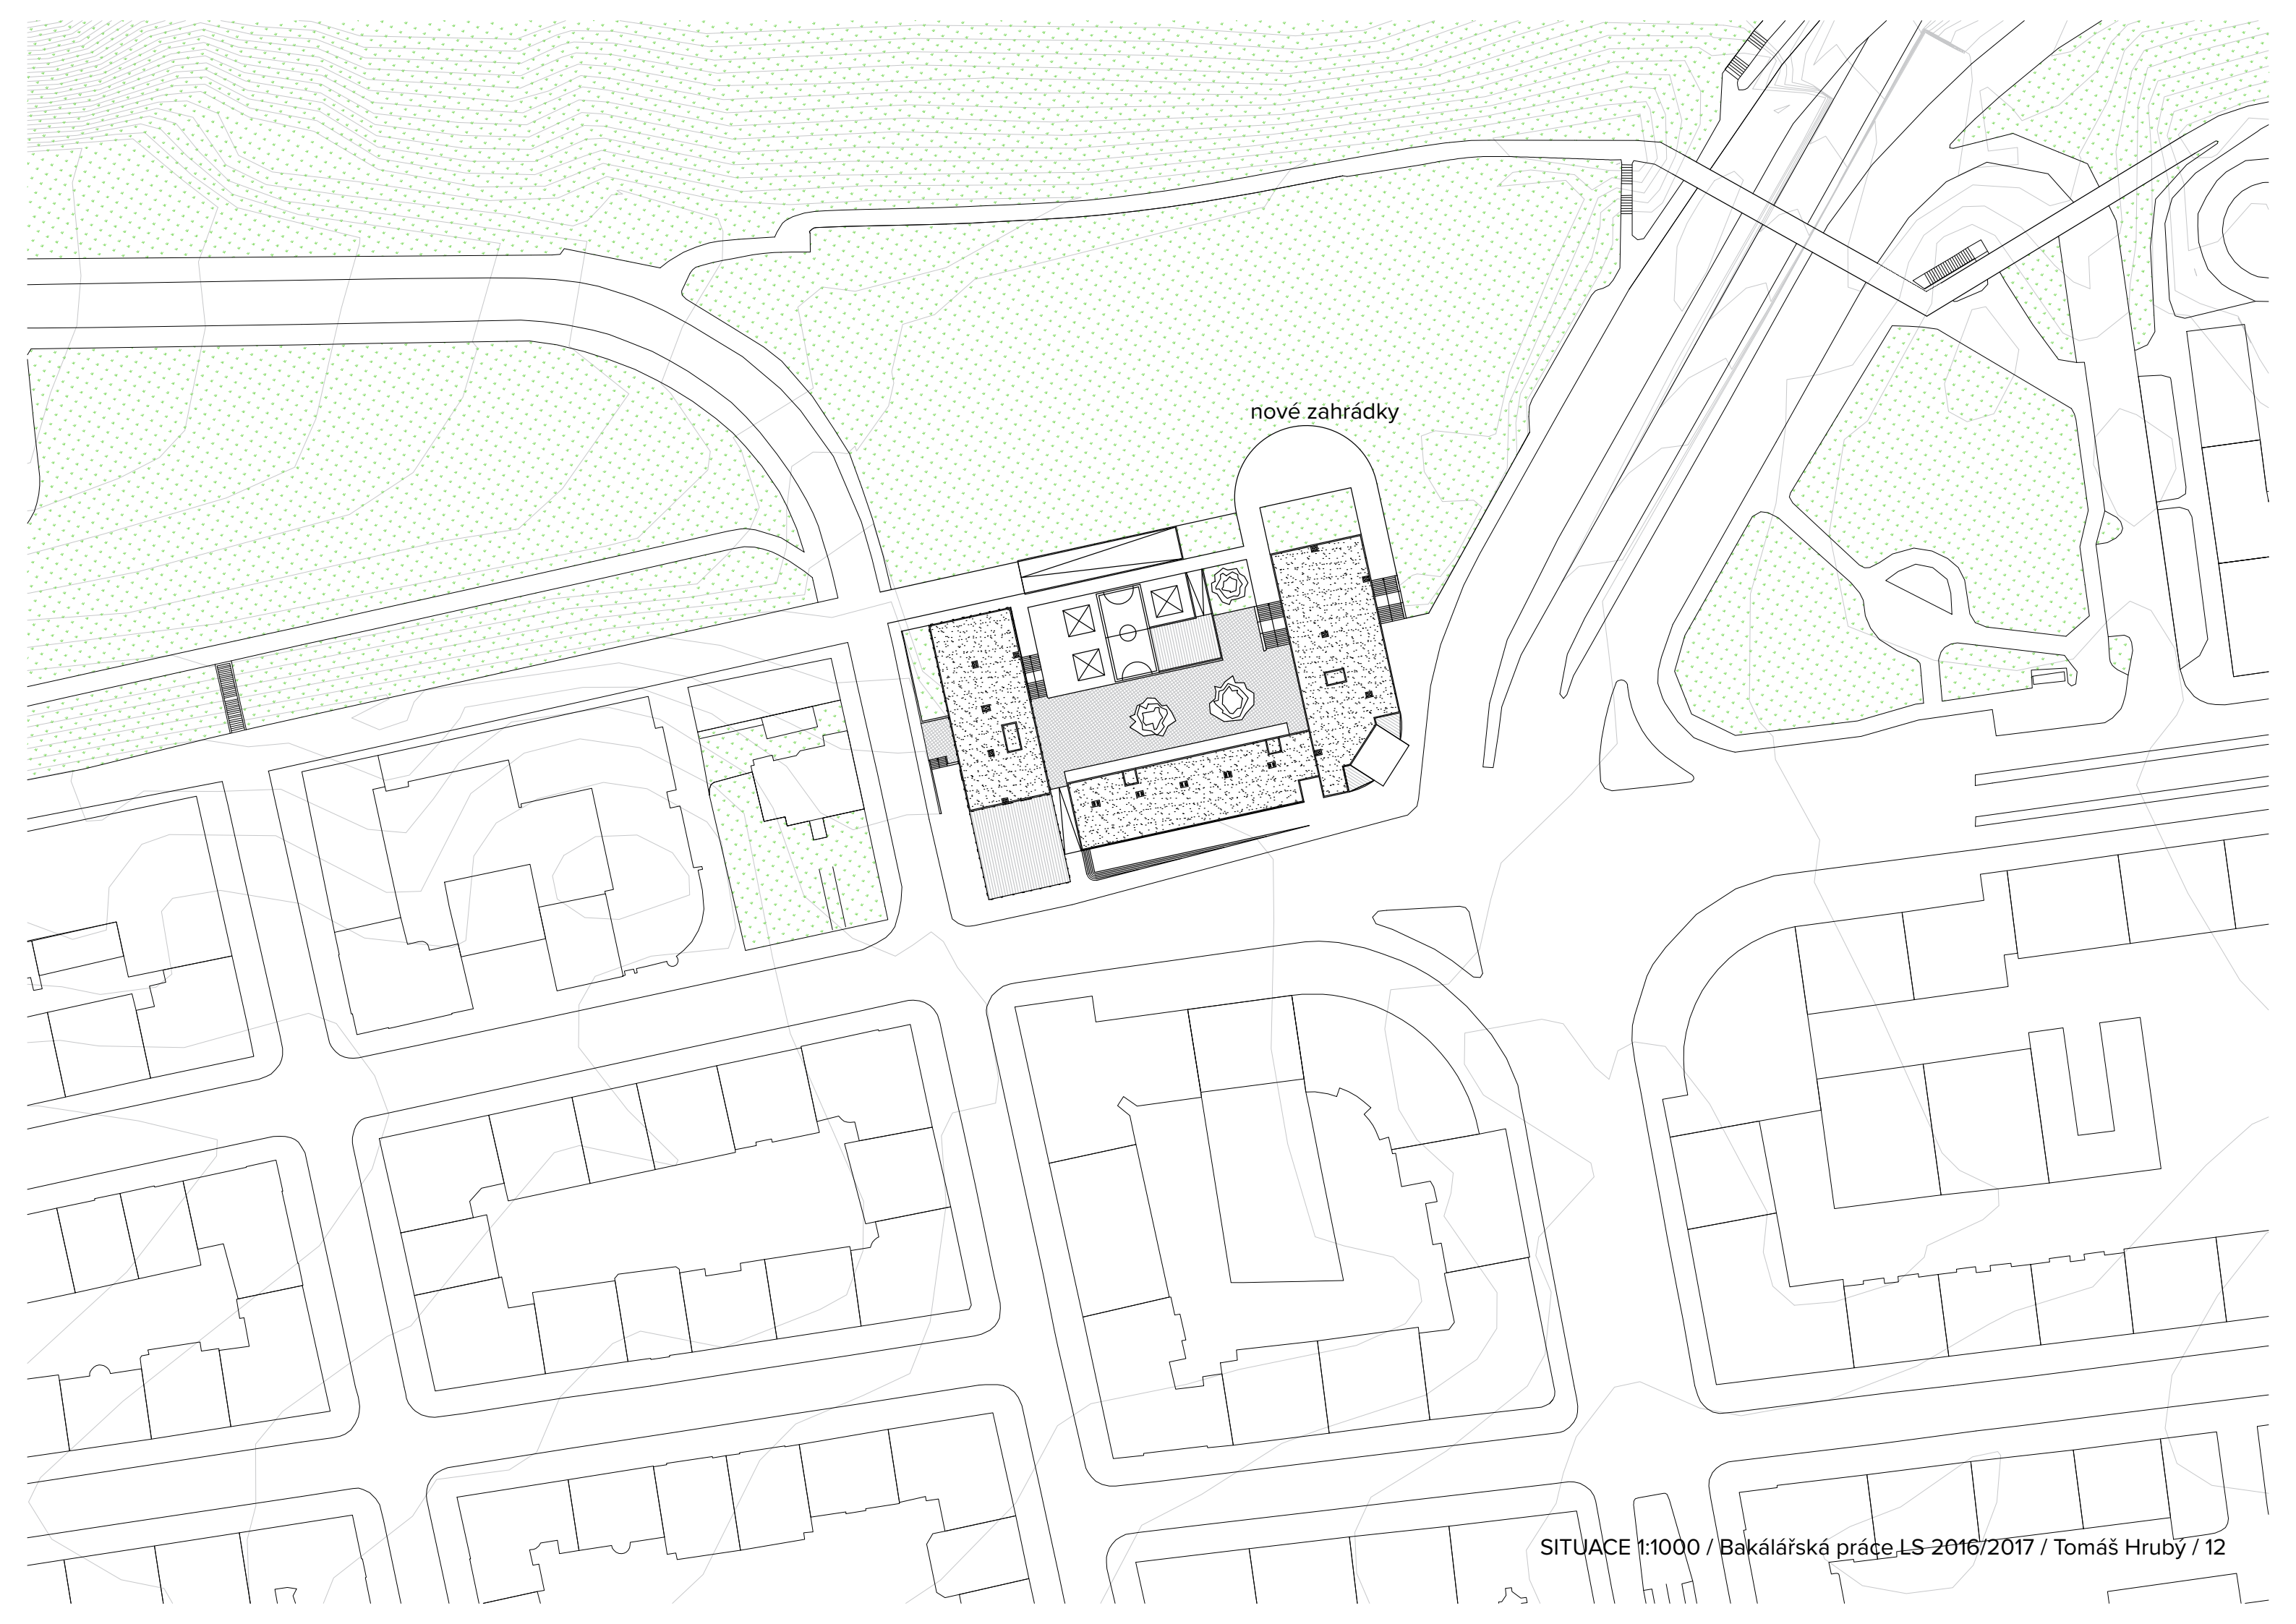 nové zahrádky
SITUACE 1:1000 / Bakálářská práce LS 2016/2017 / Tomáš Hrubý / 12